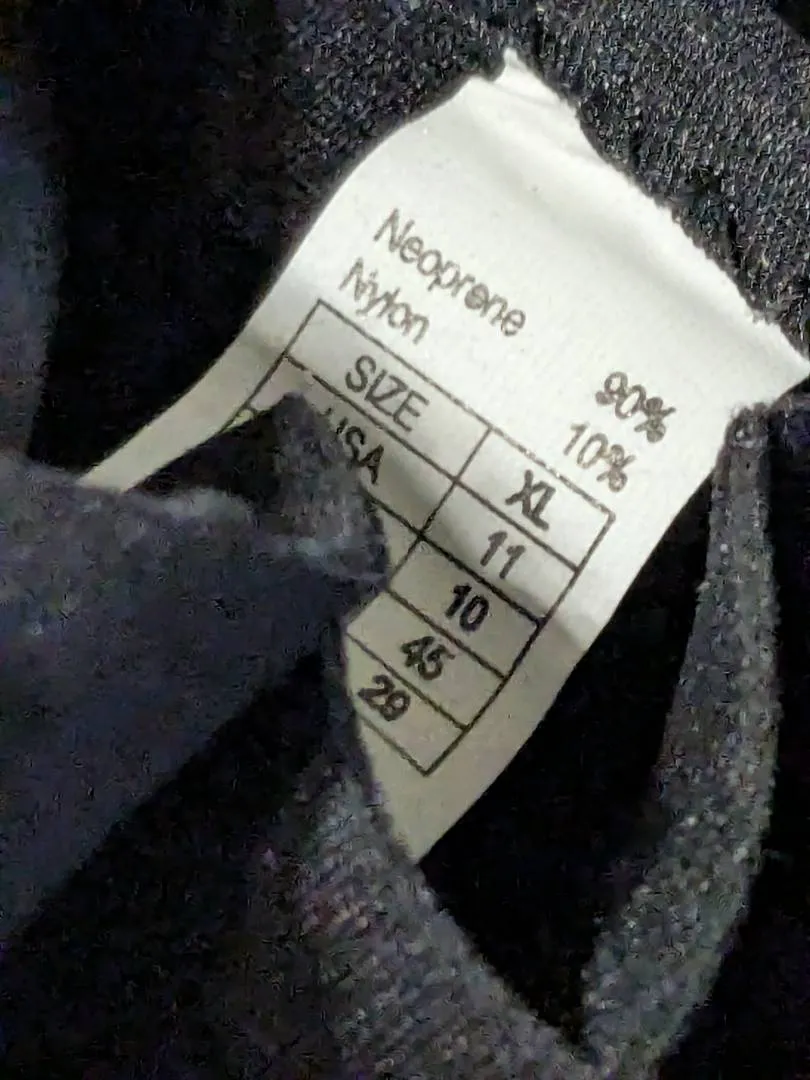 Neoprene 90%
Nylon 10%
SIZE XL
USA 11
10
45
29